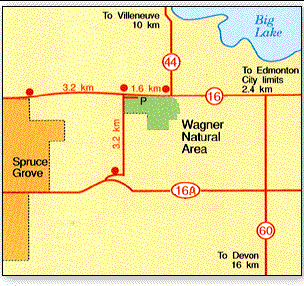 To Villeneuve
10 km
Big
Lake
44
To Edmonton
City limits
2.4 km
3.2 km
1.6 km
P
16
3.2 km
Wagner
Natural
Area
Spruce
Grove
16A
60
To Devon
16 km